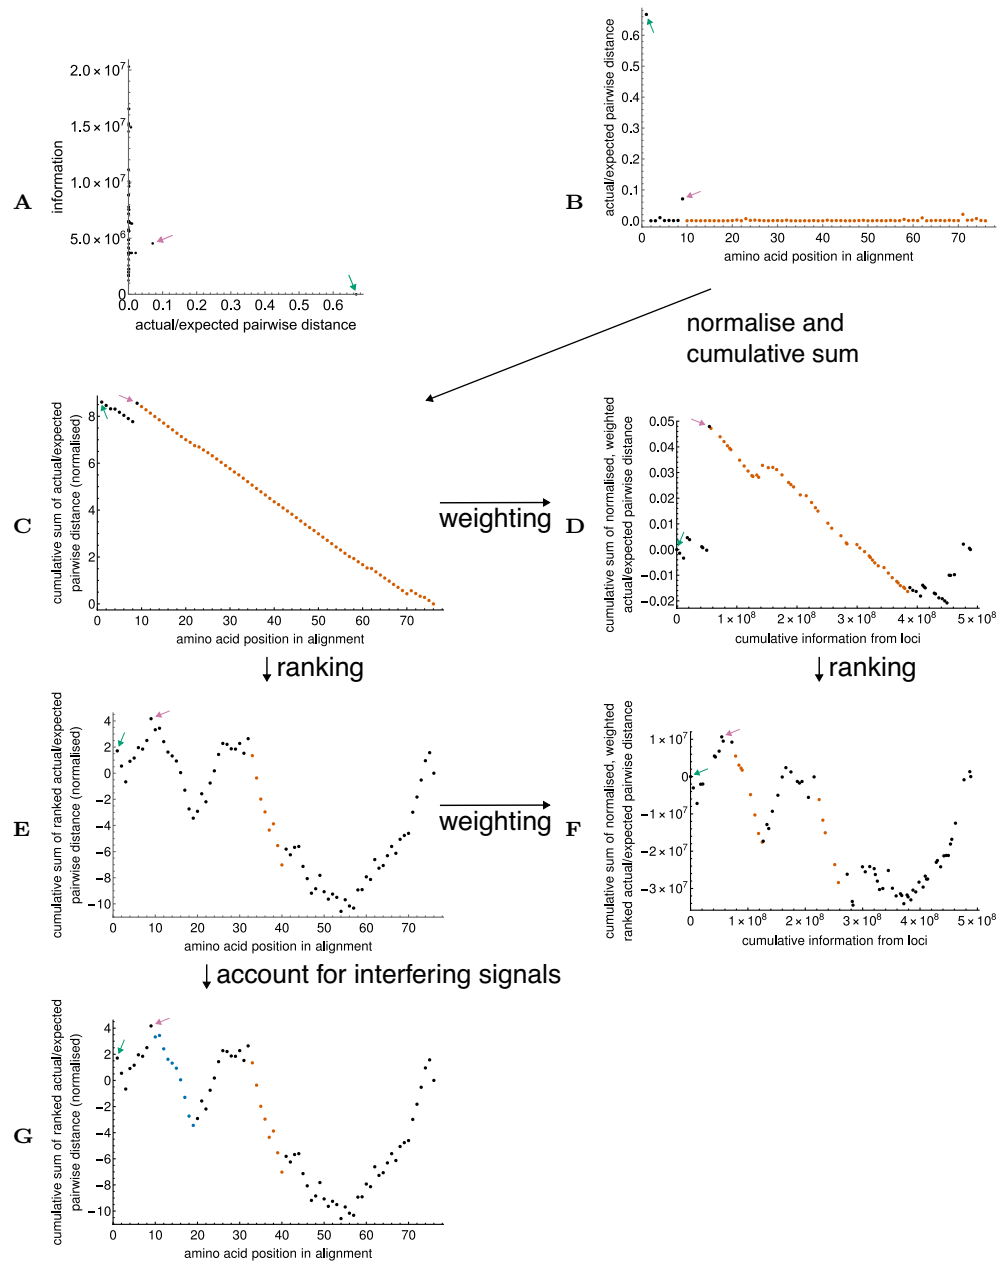 A
information
2.0×10⁷
1.5×10⁷
1.0×10⁷
5.0×10⁶
0
0.0 0.1 0.2 0.3 0.4 0.5 0.6
actual/expected pairwise distance
B
actual/expected pairwise distance
0.6
0.5
0.4
0.3
0.2
0.1
0.0
0 10 20 30 40 50 60 70
amino acid position in alignment
normalise and
cumulative sum
C
cumulative sum of actual/expected
pairwise distance (normalised)
8
6
4
2
0
0 10 20 30 40 50 60 70
amino acid position in alignment
weighting
D
cumulative sum of normalised, weighted
actual/expected pairwise distance
0.05
0.04
0.03
0.02
0.01
0.00
−0.01
−0.02
0 1×10⁸ 2×10⁸ 3×10⁸ 4×10⁸ 5×10⁸
cumulative information from loci
ranking
ranking
E
cumulative sum of ranked actual/expected
pairwise distance (normalised)
4
2
0
−2
−4
−6
−8
−10
0 10 20 30 40 50 60 70
amino acid position in alignment
weighting
F
cumulative sum of normalised, weighted
ranked actual/expected pairwise distance
1×10⁷
0
−1×10⁷
−2×10⁷
−3×10⁷
0 1×10⁸ 2×10⁸ 3×10⁸ 4×10⁸ 5×10⁸
cumulative information from loci
account for interfering signals
G
cumulative sum of ranked actual/expected
pairwise distance (normalised)
4
2
0
−2
−4
−6
−8
−10
0 10 20 30 40 50 60 70
amino acid position in alignment